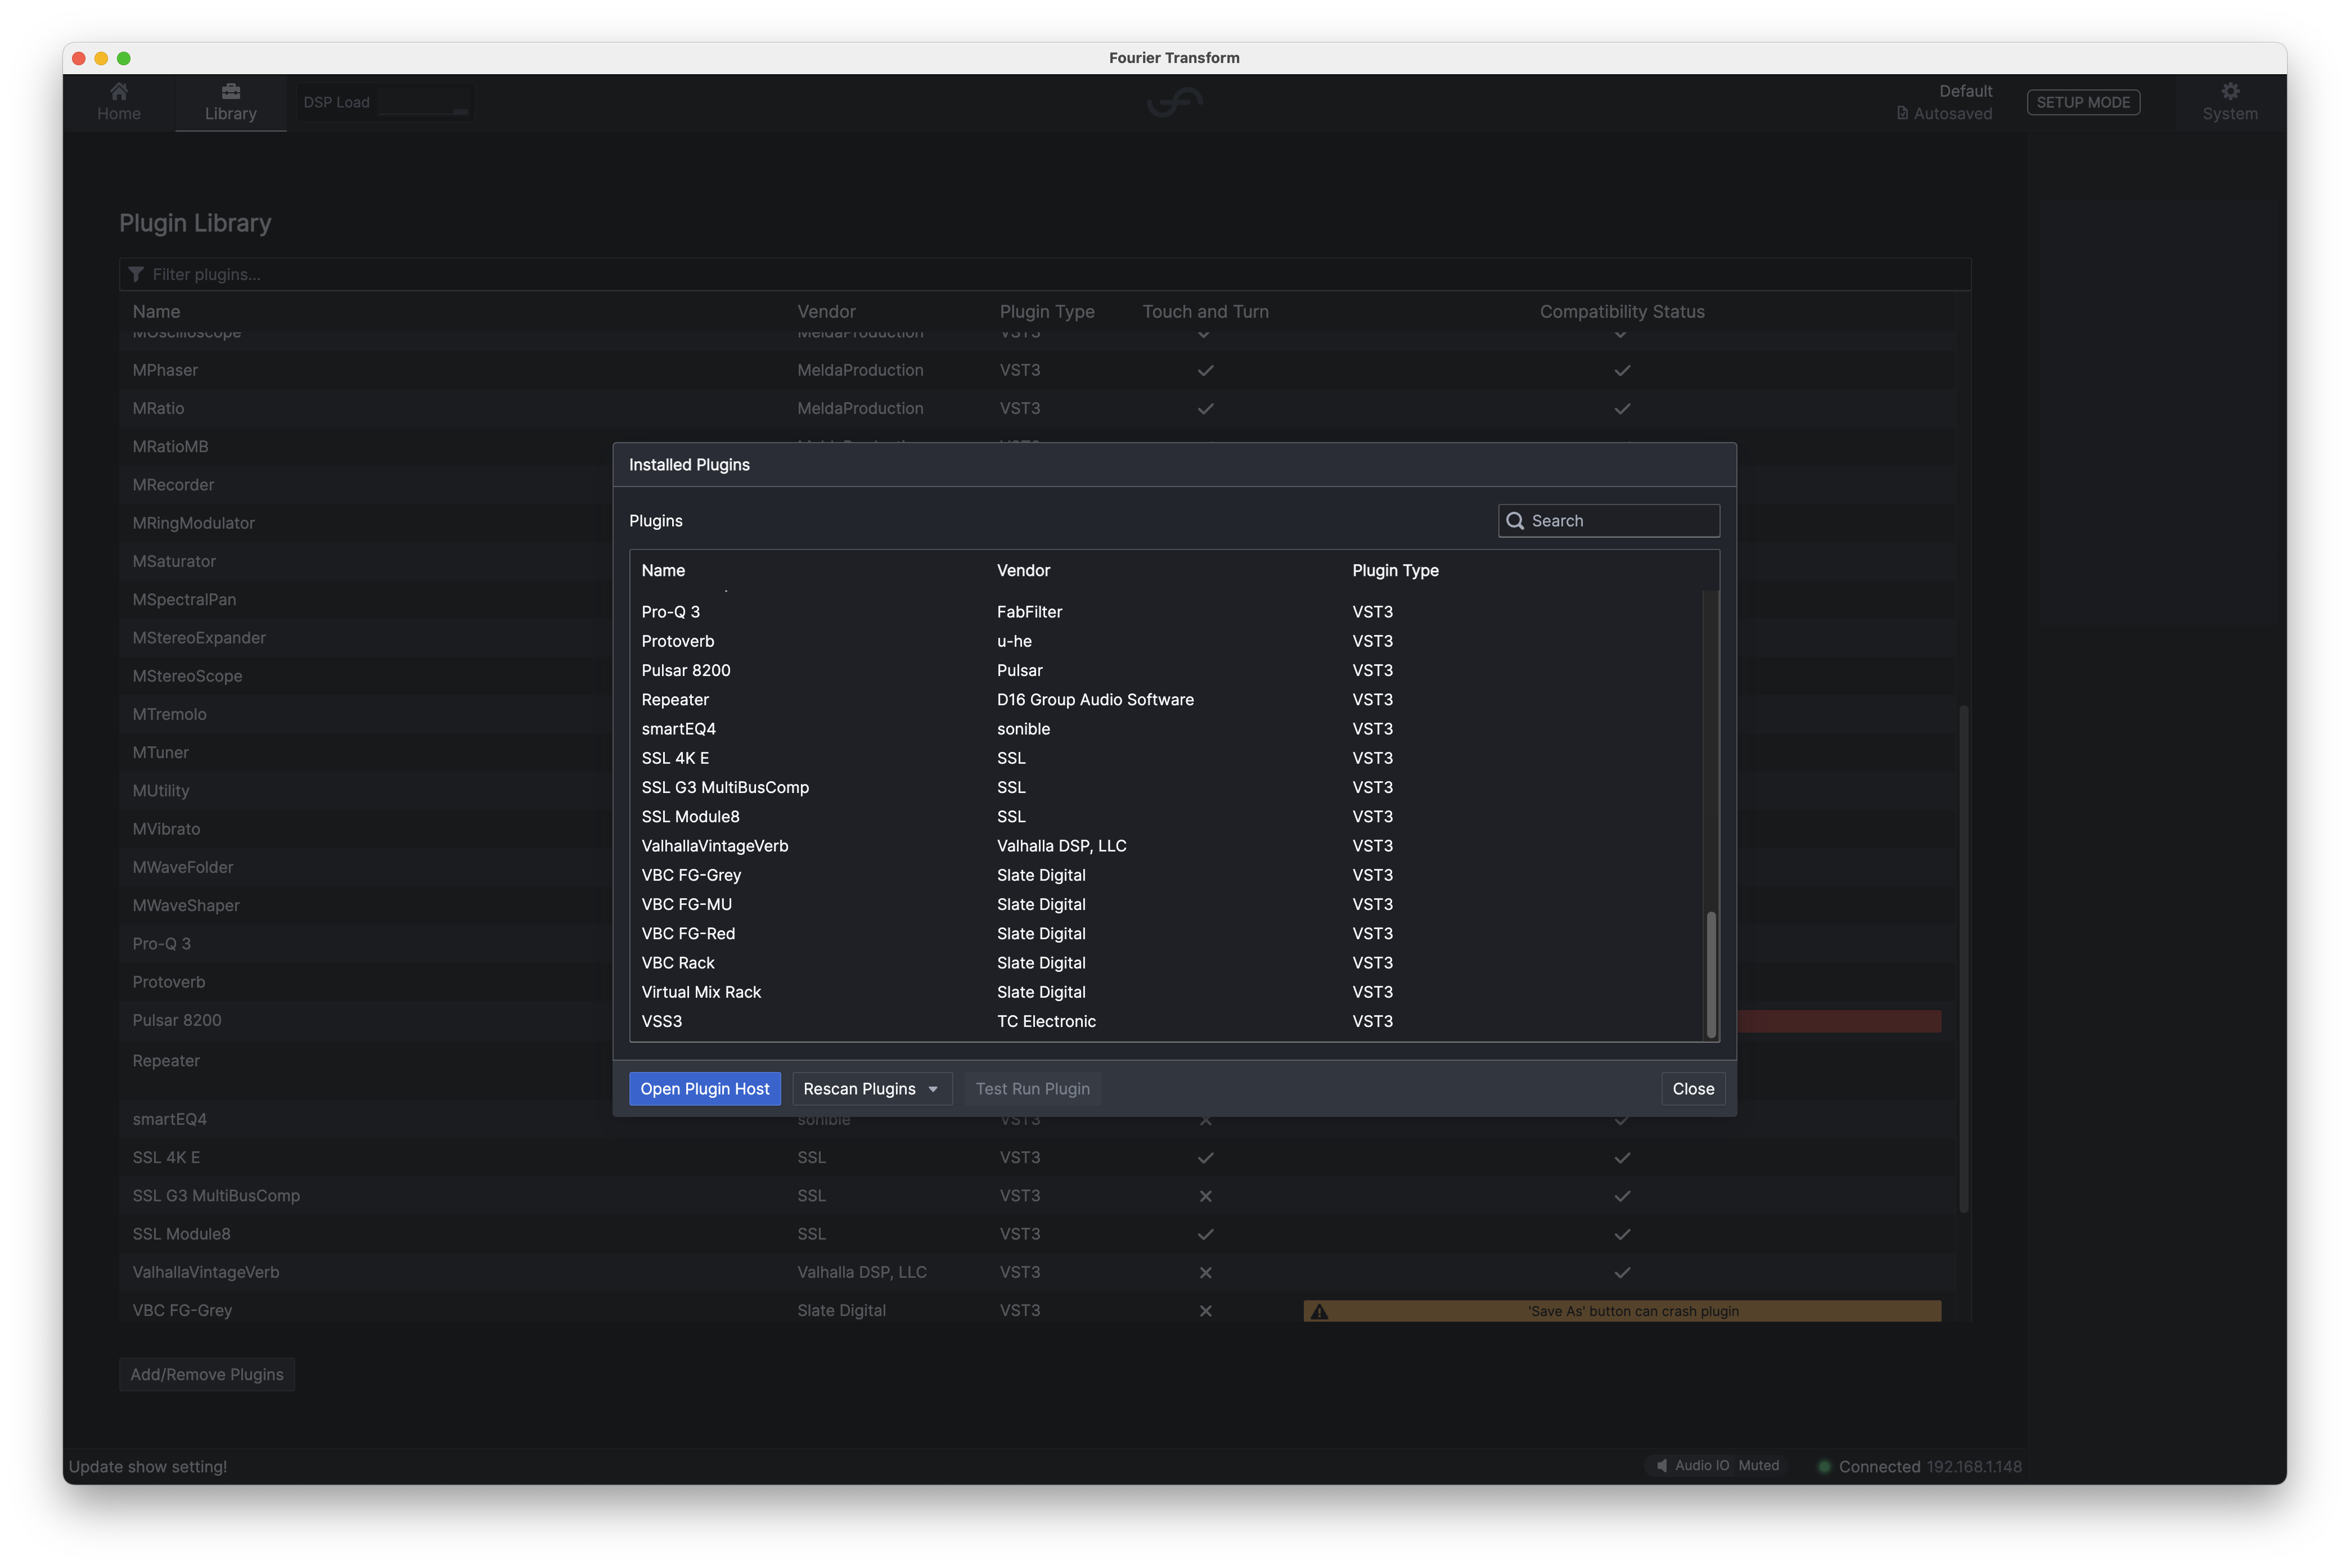 Fourier Transform
Home
Library
DSP Load
Default
Autosaved
SETUP MODE
System
Plugin Library
Filter plugins...
Name Vendor Plugin Type Touch and Turn Compatibility Status
MOscilloscope MeldaProduction VST3
MPhaser MeldaProduction VST3
MRatio MeldaProduction VST3
MRatioMB
MRecorder
MRingModulator
MSaturator
MSpectralPan
MStereoExpander
MStereoScope
MTremolo
MTuner
MUtility
MVibrato
MWaveFolder
MWaveShaper
Pro-Q 3
Protoverb
Pulsar 8200
Repeater
smartEQ4 sonible VST3
SSL 4K E SSL VST3
SSL G3 MultiBusComp SSL VST3
SSL Module8 SSL VST3
ValhallaVintageVerb Valhalla DSP, LLC VST3
VBC FG-Grey Slate Digital VST3 'Save As' button can crash plugin
Installed Plugins
Plugins
Search
Name Vendor Plugin Type
Pro-Q 3 FabFilter VST3
Protoverb u-he VST3
Pulsar 8200 Pulsar VST3
Repeater D16 Group Audio Software VST3
smartEQ4 sonible VST3
SSL 4K E SSL VST3
SSL G3 MultiBusComp SSL VST3
SSL Module8 SSL VST3
ValhallaVintageVerb Valhalla DSP, LLC VST3
VBC FG-Grey Slate Digital VST3
VBC FG-MU Slate Digital VST3
VBC FG-Red Slate Digital VST3
VBC Rack Slate Digital VST3
Virtual Mix Rack Slate Digital VST3
VSS3 TC Electronic VST3
Open Plugin Host
Rescan Plugins
Test Run Plugin
Close
Add/Remove Plugins
Update show setting!
Audio IO Muted
Connected 192.168.1.148